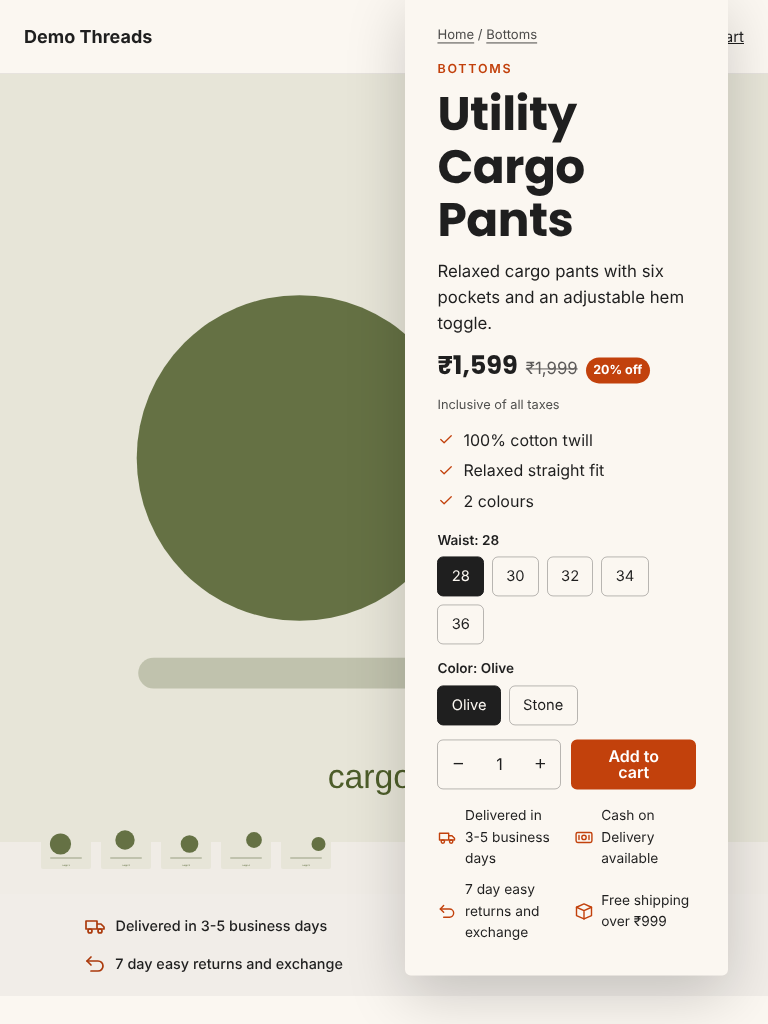 Demo Threads
art
Home / Bottoms
BOTTOMS
Utility
Cargo
Pants
Relaxed cargo pants with six
pockets and an adjustable hem
toggle.
₹1,599 ₹1,999 20% off
Inclusive of all taxes
100% cotton twill
Relaxed straight fit
2 colours
Waist: 28
28 30 32 34
36
Color: Olive
Olive Stone
− 1 + Add to
cart
Delivered in
3-5 business
days
Cash on
Delivery
available
7 day easy
returns and
exchange
Free shipping
over ₹999
cargo
Delivered in 3-5 business days
7 day easy returns and exchange